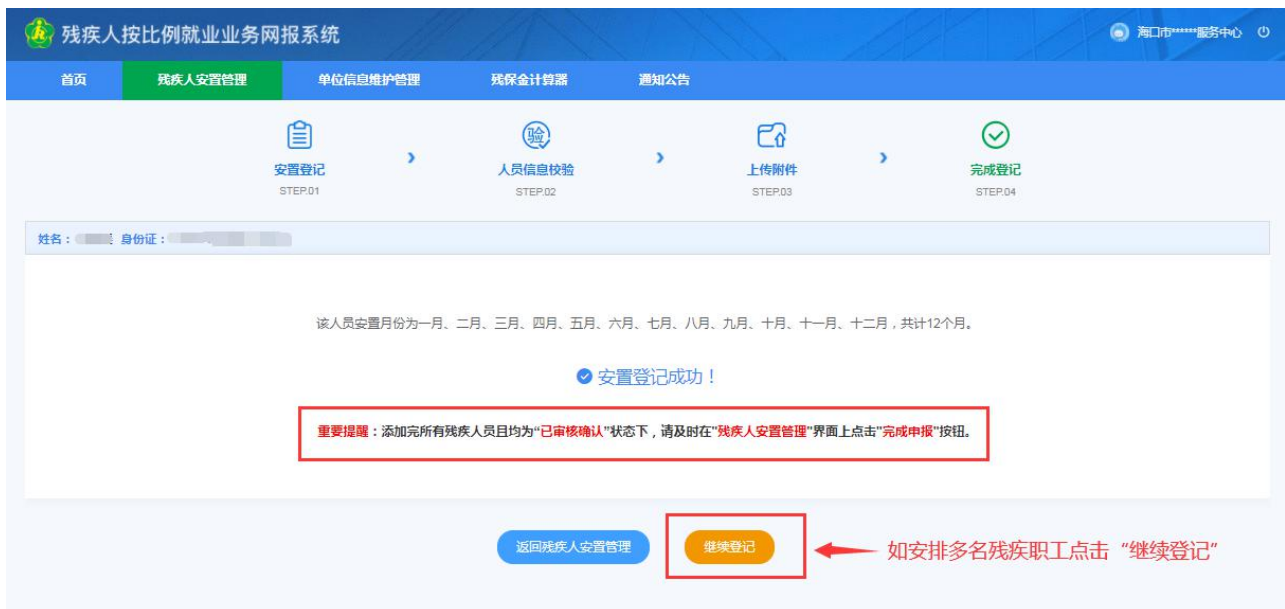 残疾人按比例就业业务网报系统
海口市******服务中心
首页 残疾人安置管理 单位信息维护管理 残保金计算器 通知公告
安置登记 人员信息校验 上传附件 完成登记
STEP.01 STEP.02 STEP.03 STEP.04
姓名： 身份证：
该人员安置月份为一月、二月、三月、四月、五月、六月、七月、八月、九月、十月、十一月、十二月，共计12个月。
安置登记成功！
重要提醒：添加完所有残疾人员且均为“已审核确认”状态下，请及时在"残疾人安置管理"界面上点击"完成申报"按钮。
返回残疾人安置管理 继续登记 如安排多名残疾职工点击“继续登记”